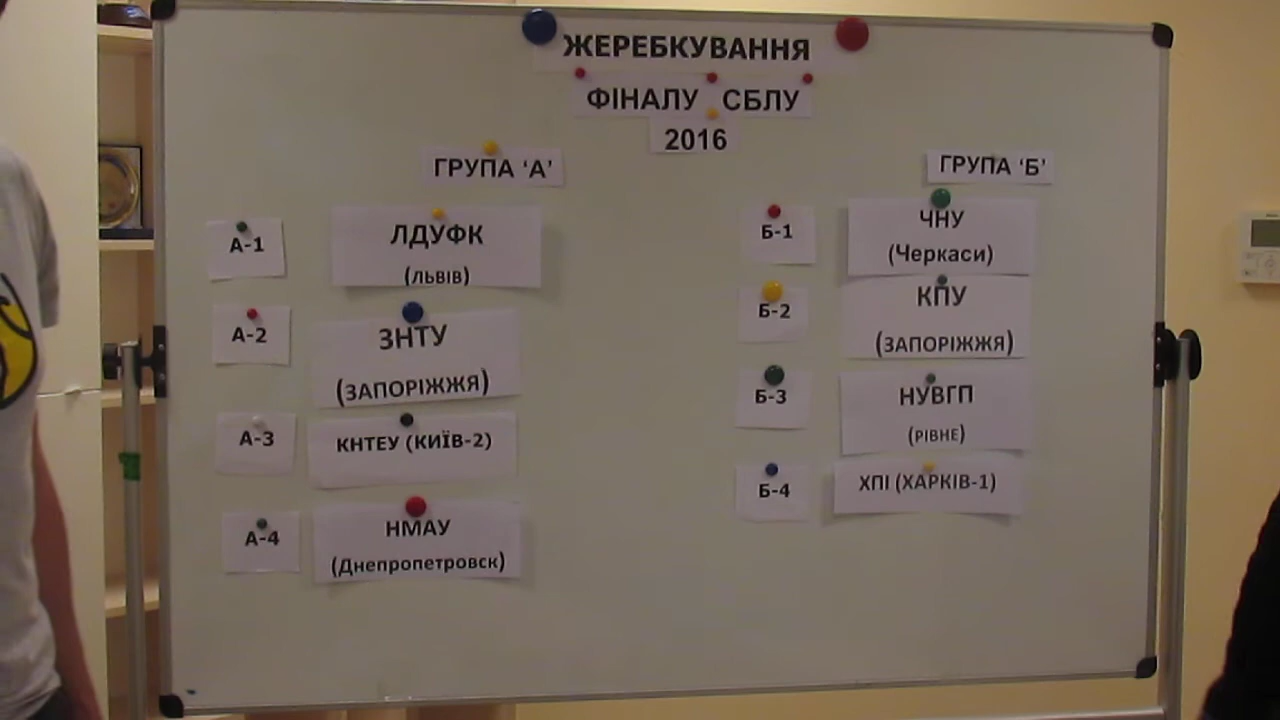 ЖЕРЕБКУВАННЯ
ФІНАЛУ СБЛУ
2016
ГРУПА ‘А’
А-1
ЛДУФК
(ЛЬВІВ)
А-2
ЗНТУ
(ЗАПОРІЖЖЯ)
А-3
КНТЕУ (КИЇВ-2)
А-4
НМАУ
(Днепропетровск)
ГРУПА ‘Б’
Б-1
ЧНУ
(Черкаси)
Б-2
КПУ
(ЗАПОРІЖЖЯ)
Б-3
НУВГП
(РІВНЕ)
Б-4
ХПІ (ХАРКІВ-1)